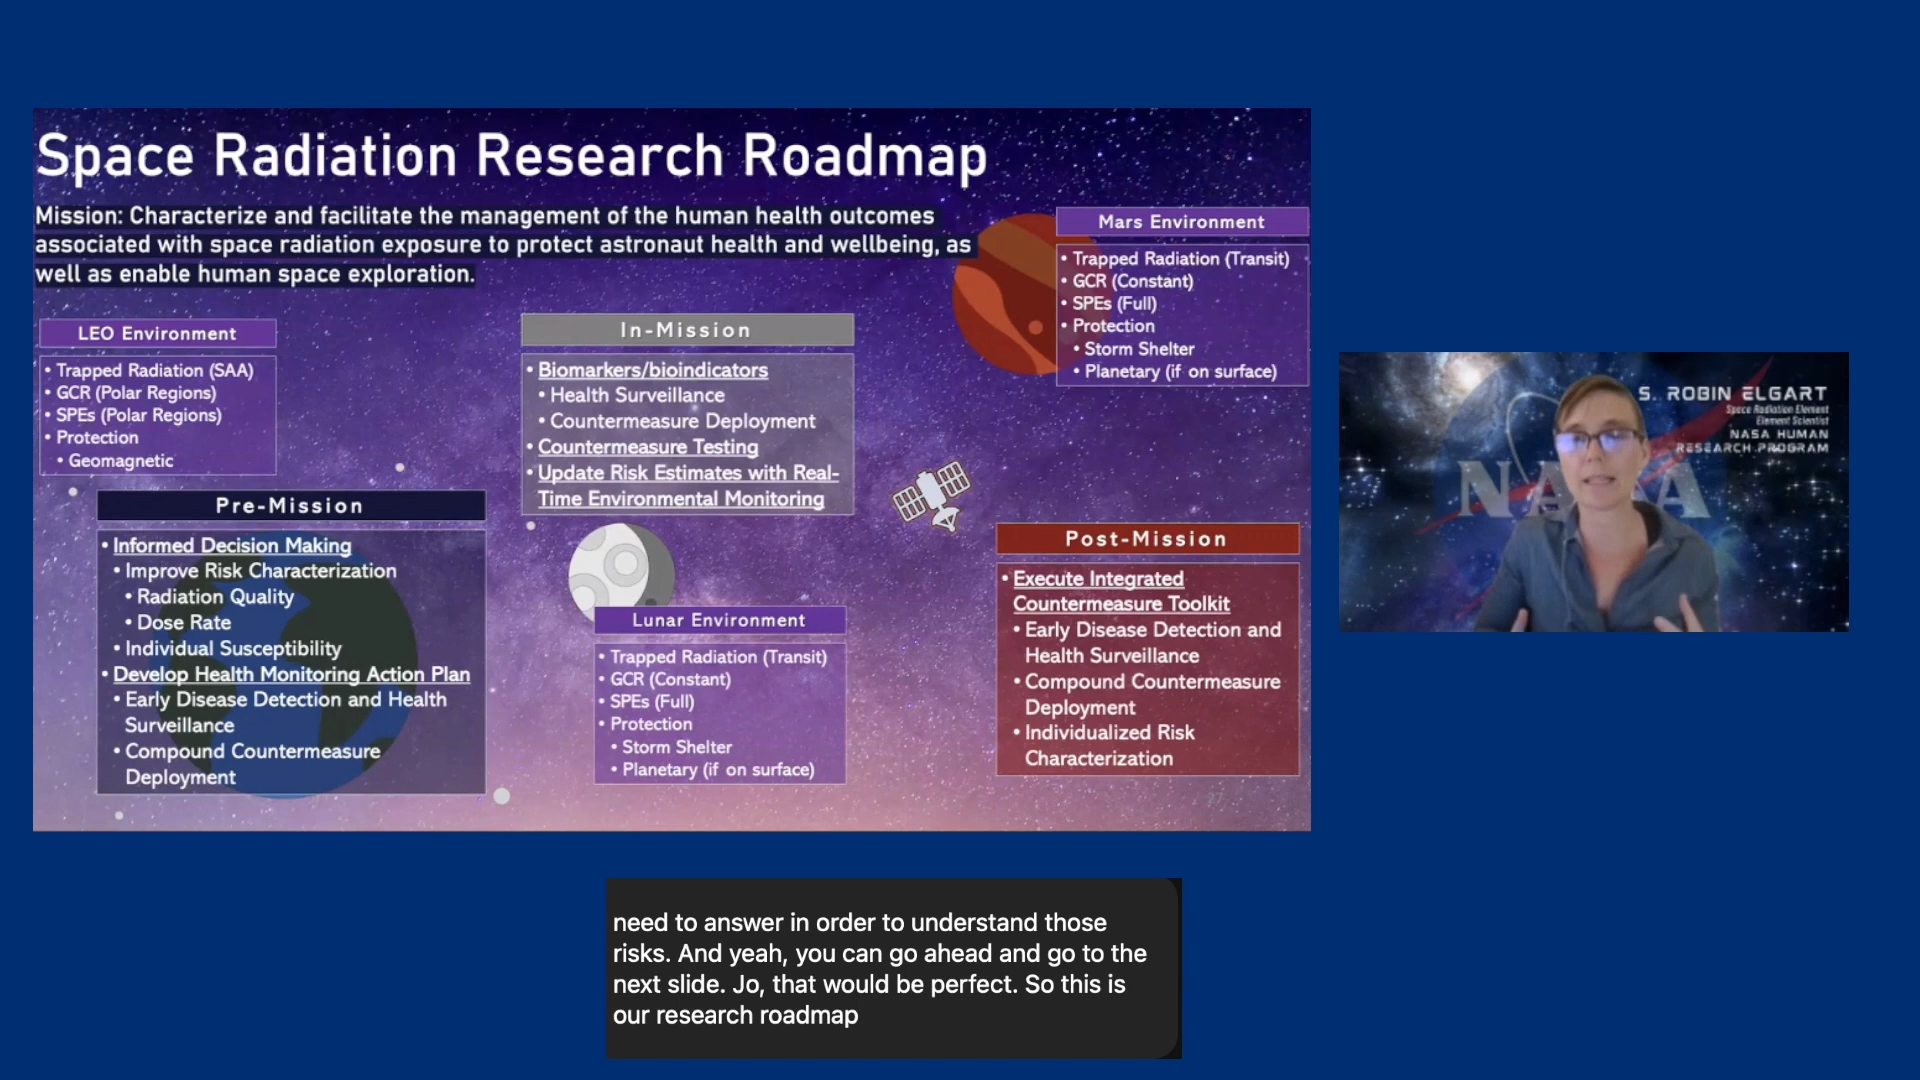 Space Radiation Research Roadmap
Mission: Characterize and facilitate the management of the human health outcomes
associated with space radiation exposure to protect astronaut health and wellbeing, as
well as enable human space exploration.
LEO Environment
• Trapped Radiation (SAA)
• GCR (Polar Regions)
• SPEs (Polar Regions)
• Protection
• Geomagnetic
Pre-Mission
• Informed Decision Making
• Improve Risk Characterization
• Radiation Quality
• Dose Rate
• Individual Susceptibility
• Develop Health Monitoring Action Plan
• Early Disease Detection and Health
Surveillance
• Compound Countermeasure
Deployment
In-Mission
• Biomarkers/bioindicators
• Health Surveillance
• Countermeasure Deployment
• Countermeasure Testing
• Update Risk Estimates with Real-
Time Environmental Monitoring
Lunar Environment
• Trapped Radiation (Transit)
• GCR (Constant)
• SPEs (Full)
• Protection
• Storm Shelter
• Planetary (if on surface)
Mars Environment
• Trapped Radiation (Transit)
• GCR (Constant)
• SPEs (Full)
• Protection
• Storm Shelter
• Planetary (if on surface)
Post-Mission
• Execute Integrated
Countermeasure Toolkit
• Early Disease Detection and
Health Surveillance
• Compound Countermeasure
Deployment
• Individualized Risk
Characterization
S. ROBIN ELGART
Space Radiation Element
Element Scientist
NASA HUMAN
RESEARCH PROGRAM
NASA
need to answer in order to understand those
risks. And yeah, you can go ahead and go to the
next slide. Jo, that would be perfect. So this is
our research roadmap